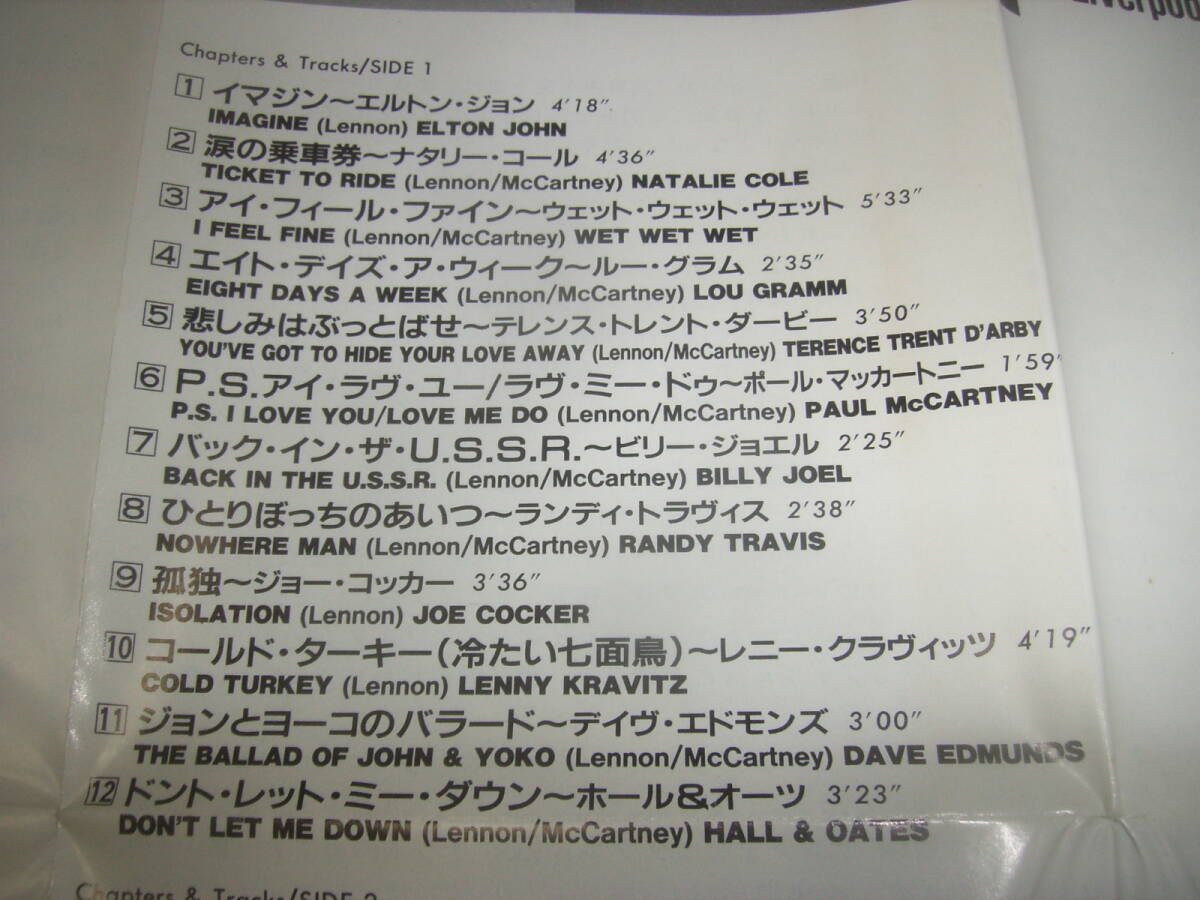 Liverpoo
Chapters & Tracks/SIDE 1
1 イマジン～エルトン・ジョン 4'18"
IMAGINE (Lennon) ELTON JOHN
2 涙の乗車券～ナタリー・コール 4'36"
TICKET TO RIDE (Lennon/McCartney) NATALIE COLE
3 アイ・フィール・ファイン～ウェット・ウェット・ウェット 5'33"
I FEEL FINE (Lennon/McCartney) WET WET WET
4 エイト・デイズ・ア・ウィーク～ルー・グラム 2'35"
EIGHT DAYS A WEEK (Lennon/McCartney) LOU GRAMM
5 悲しみはぶっとばせ～テレンス・トレント・ダービー 3'50"
YOU'VE GOT TO HIDE YOUR LOVE AWAY (Lennon/McCartney) TERENCE TRENT D'ARBY
6 P.S.アイ・ラヴ・ユー/ラヴ・ミー・ドゥ～ポール・マッカートニー 1'59'
P.S. I LOVE YOU/LOVE ME DO (Lennon/McCartney) PAUL McCARTNEY
7 バック・イン・ザ・U.S.S.R.～ビリー・ジョエル 2'25"
BACK IN THE U.S.S.R. (Lennon/McCartney) BILLY JOEL
8 ひとりぼっちのあいつ～ランディ・トラヴィス 2'38"
NOWHERE MAN (Lennon/McCartney) RANDY TRAVIS
9 孤独～ジョー・コッカー 3'36"
ISOLATION (Lennon) JOE COCKER
10 コールド・ターキー(冷たい七面鳥)～レニー・クラヴィッツ 4'19"
COLD TURKEY (Lennon) LENNY KRAVITZ
11 ジョンとヨーコのバラード～デイヴ・エドモンズ 3'00"
THE BALLAD OF JOHN & YOKO (Lennon/McCartney) DAVE EDMUNDS
12 ドント・レット・ミー・ダウン～ホール&オーツ 3'23"
DON'T LET ME DOWN (Lennon/McCartney) HALL & OATES
Chapters & Tracks/SIDE 2